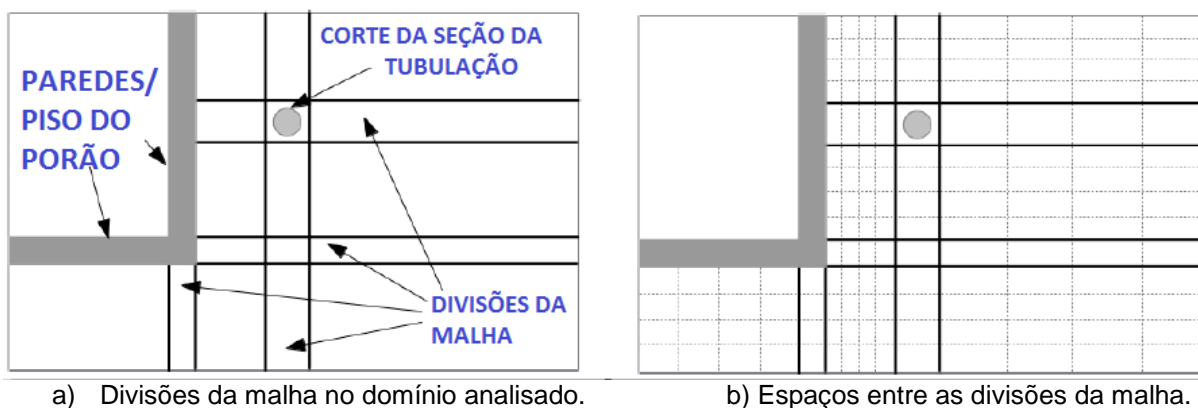 CORTE DA SEÇÃO DA
TUBULAÇÃO
PAREDES/
PISO DO
PORÃO
DIVISÕES DA
MALHA
a) Divisões da malha no domínio analisado.
b) Espaços entre as divisões da malha.